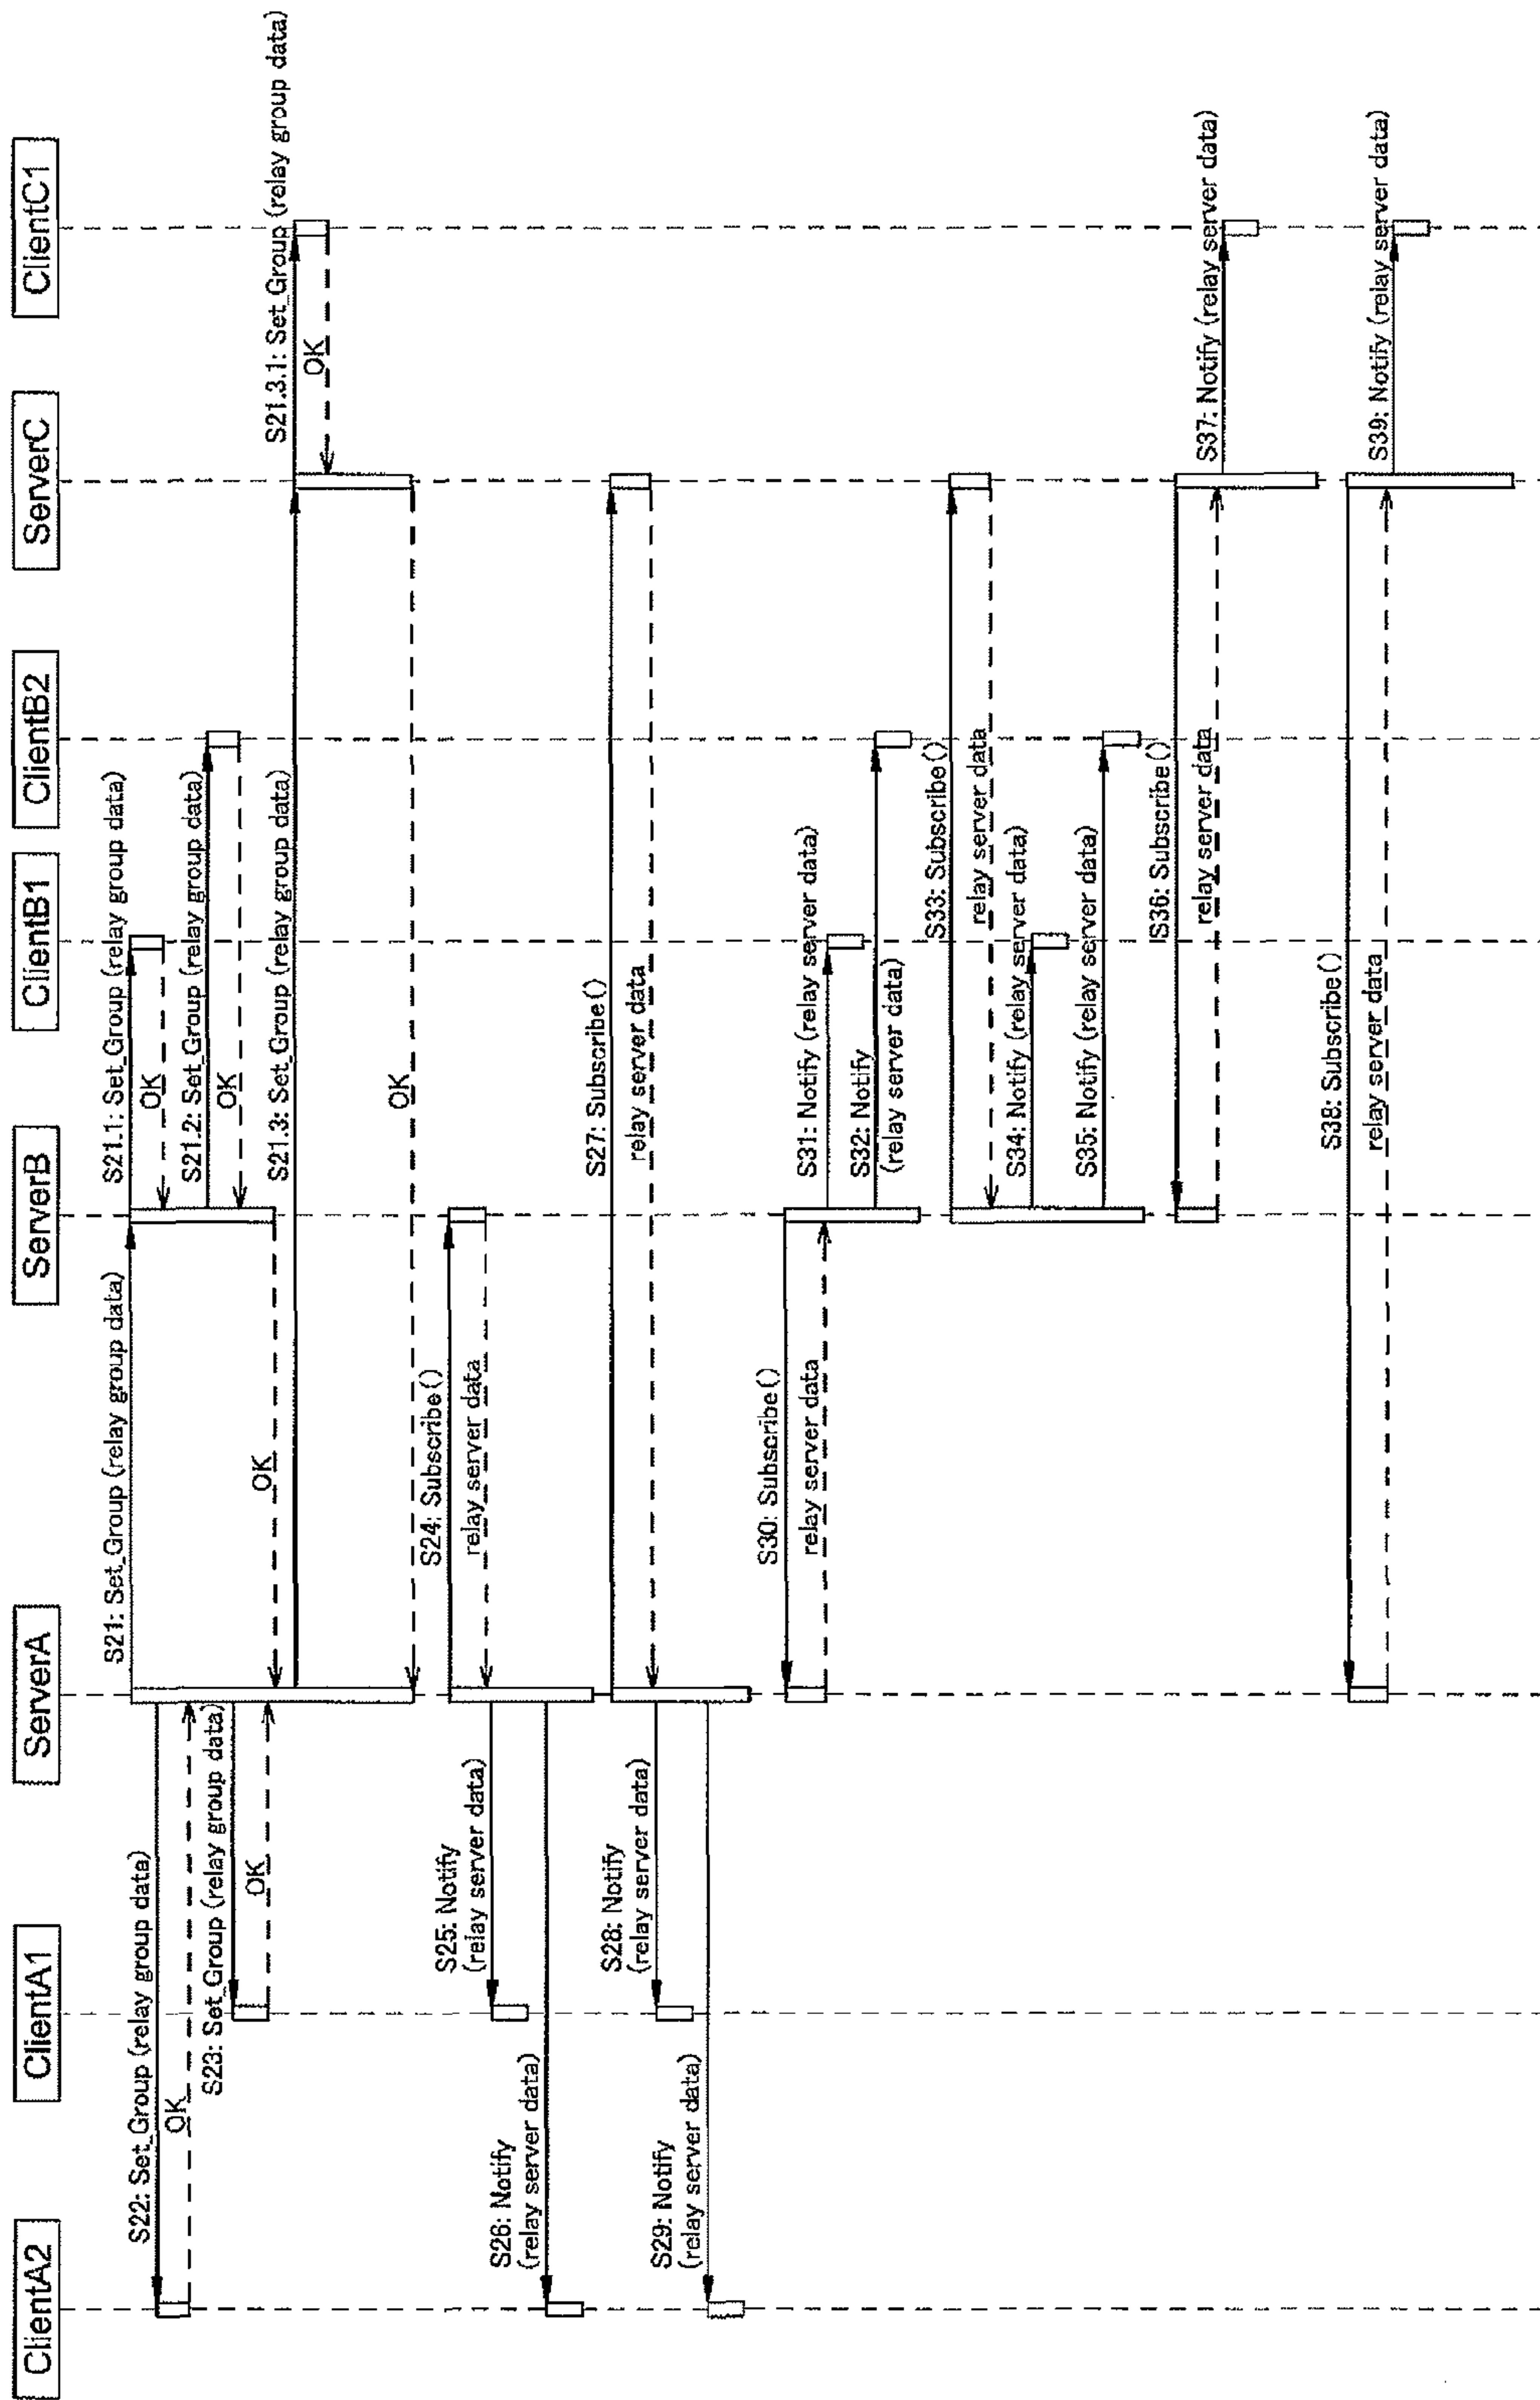 ClientA2
ClientA1
ServerA
ServerB
ClientB1
ClientB2
ServerC
ClientC1
S21: Set_Group (relay group data)
S21.1: Set_Group (relay group data)
OK
S22: Set_Group (relay group data)
OK
S21.2: Set_Group (relay group data)
OK
S23: Set_Group (relay group data)
OK
OK
S21.3: Set_Group (relay group data)
S21.3.1: Set_Group (relay group data)
OK
OK
S24: Subscribe()
relay server data
S25: Notify
(relay server data)
S26: Notify
(relay server data)
S27: Subscribe()
relay server data
S28: Notify
(relay server data)
S29: Notify
(relay server data)
S30: Subscribe()
relay server data
S31: Notify (relay server data)
S32: Notify
(relay server data)
S33: Subscribe()
relay server data
S34: Notify (relay server data)
S35: Notify (relay server data)
S36: Subscribe()
relay server data
S37: Notify (relay server data)
S38: Subscribe()
relay server data
S39: Notify (relay server data)